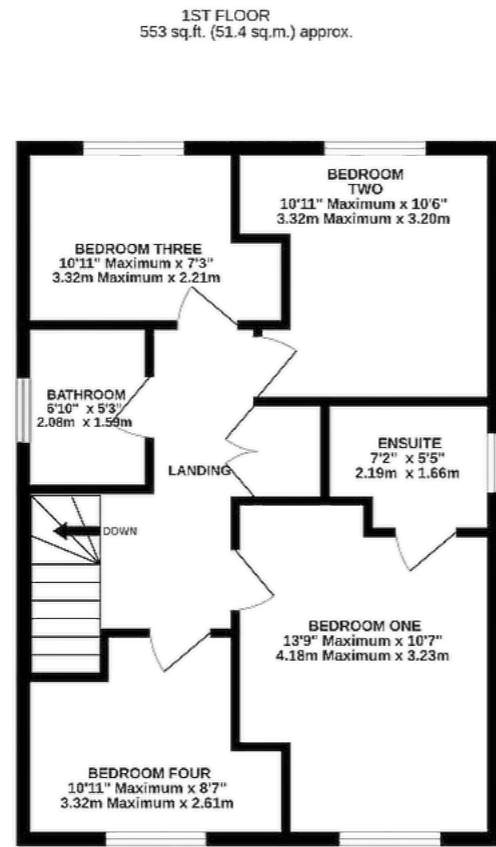 1ST FLOOR
553 sq.ft. (51.4 sq.m.) approx.
BEDROOM
TWO
10'11" Maximum x 10'6"
3.32m Maximum x 3.20m
BEDROOM THREE
10'11" Maximum x 7'3"
3.32m Maximum x 2.21m
BATHROOM
6'10" x 5'3"
2.08m x 1.59m
ENSUITE
7'2" x 5'5"
2.19m x 1.66m
LANDING
DOWN
BEDROOM ONE
13'9" Maximum x 10'7"
4.18m Maximum x 3.23m
BEDROOM FOUR
10'11" Maximum x 8'7"
3.32m Maximum x 2.61m